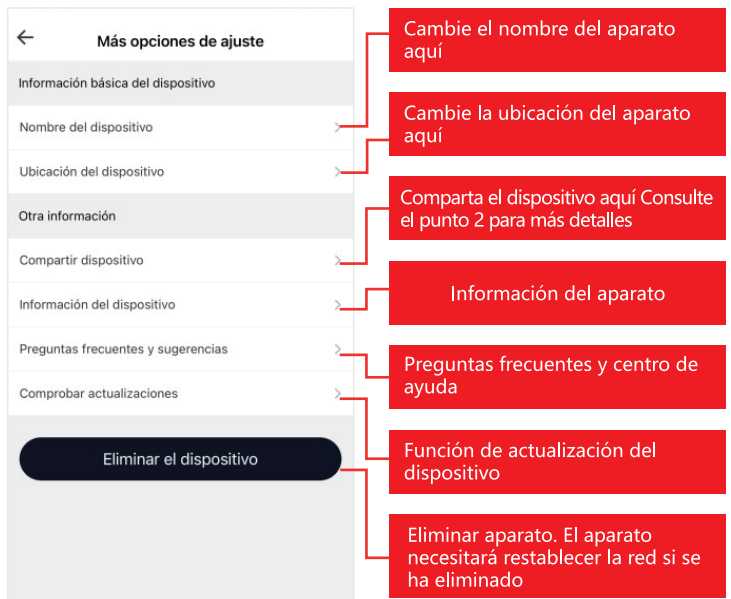 Más opciones de ajuste
Información básica del dispositivo
Nombre del dispositivo
Ubicación del dispositivo
Otra información
Compartir dispositivo
Información del dispositivo
Preguntas frecuentes y sugerencias
Comprobar actualizaciones
Eliminar el dispositivo
Cambie el nombre del aparato
aquí
Cambie la ubicación del aparato
aquí
Comparta el dispositivo aquí Consulte
el punto 2 para más detalles
Información del aparato
Preguntas frecuentes y centro de
ayuda
Función de actualización del
dispositivo
Eliminar aparato. El aparato
necesitará restablecer la red si se
ha eliminado